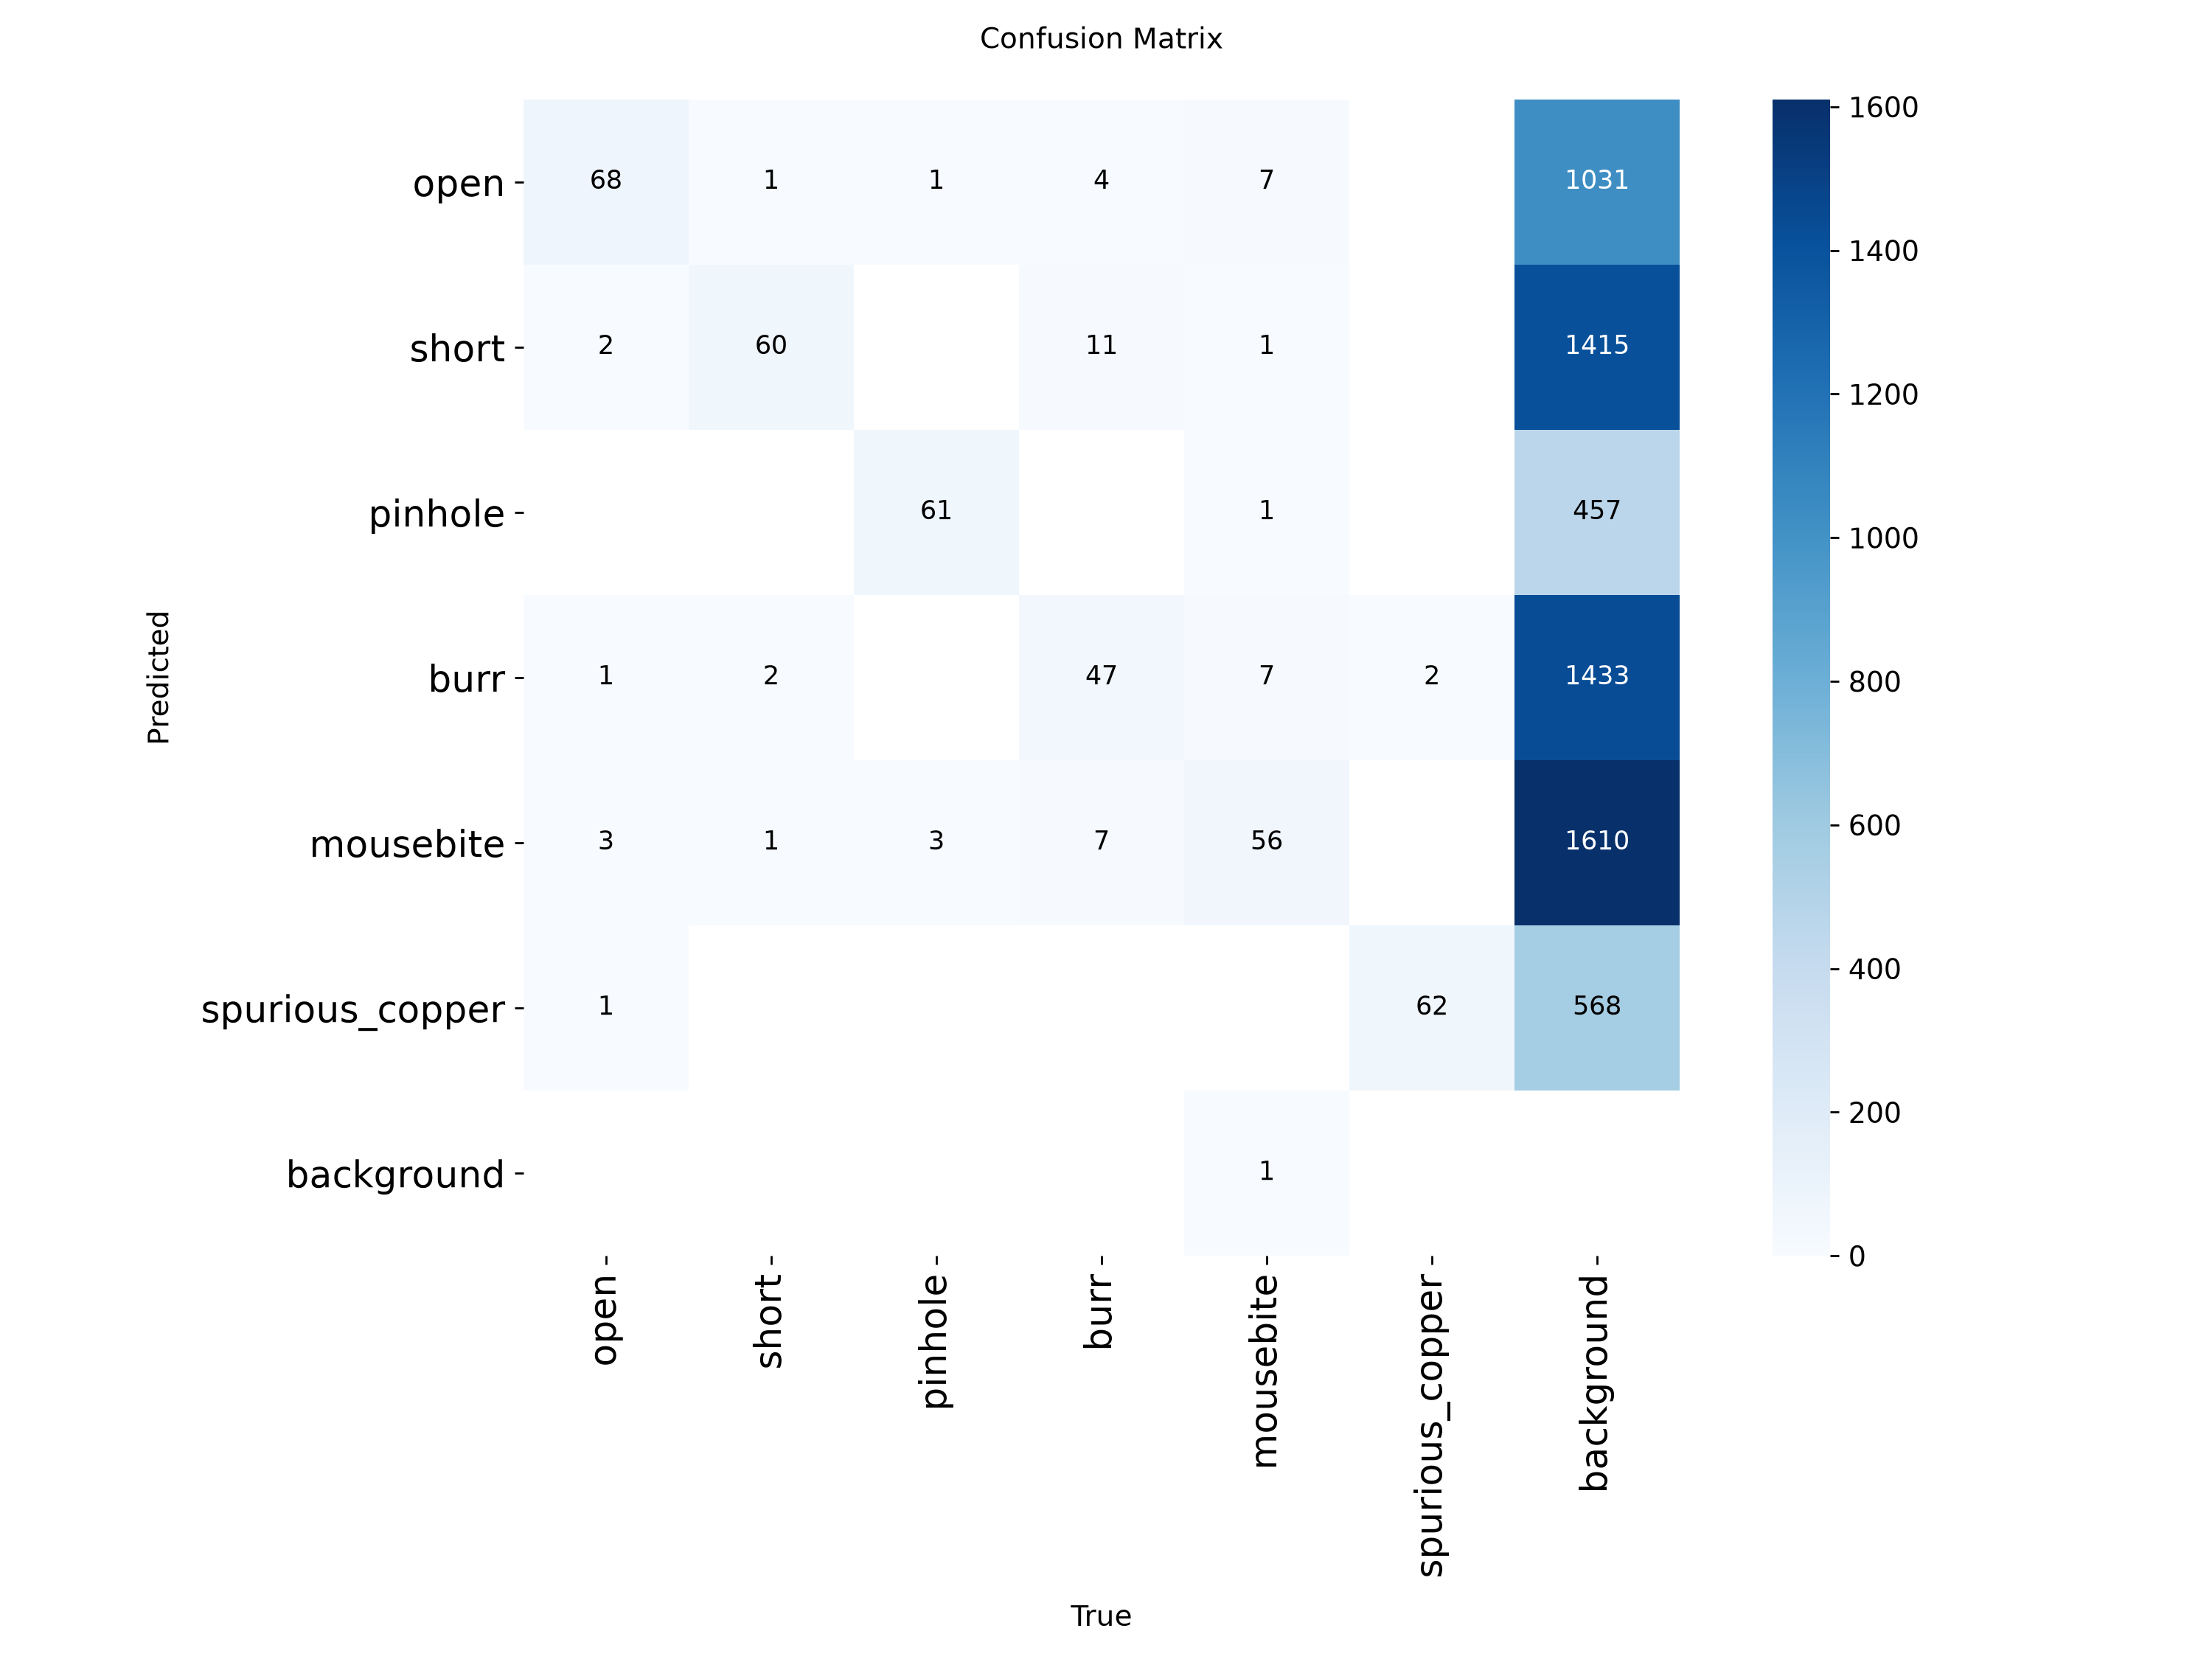 Confusion Matrix
open 68 1 1 4 7 1031
short 2 60 11 1 1415
pinhole 61 1 457
burr 1 2 47 7 2 1433
mousebite 3 1 3 7 56 1610
spurious_copper 1 62 568
background 1
open short pinhole burr mousebite spurious_copper background
True
Predicted
1600
1400
1200
1000
800
600
400
200
0